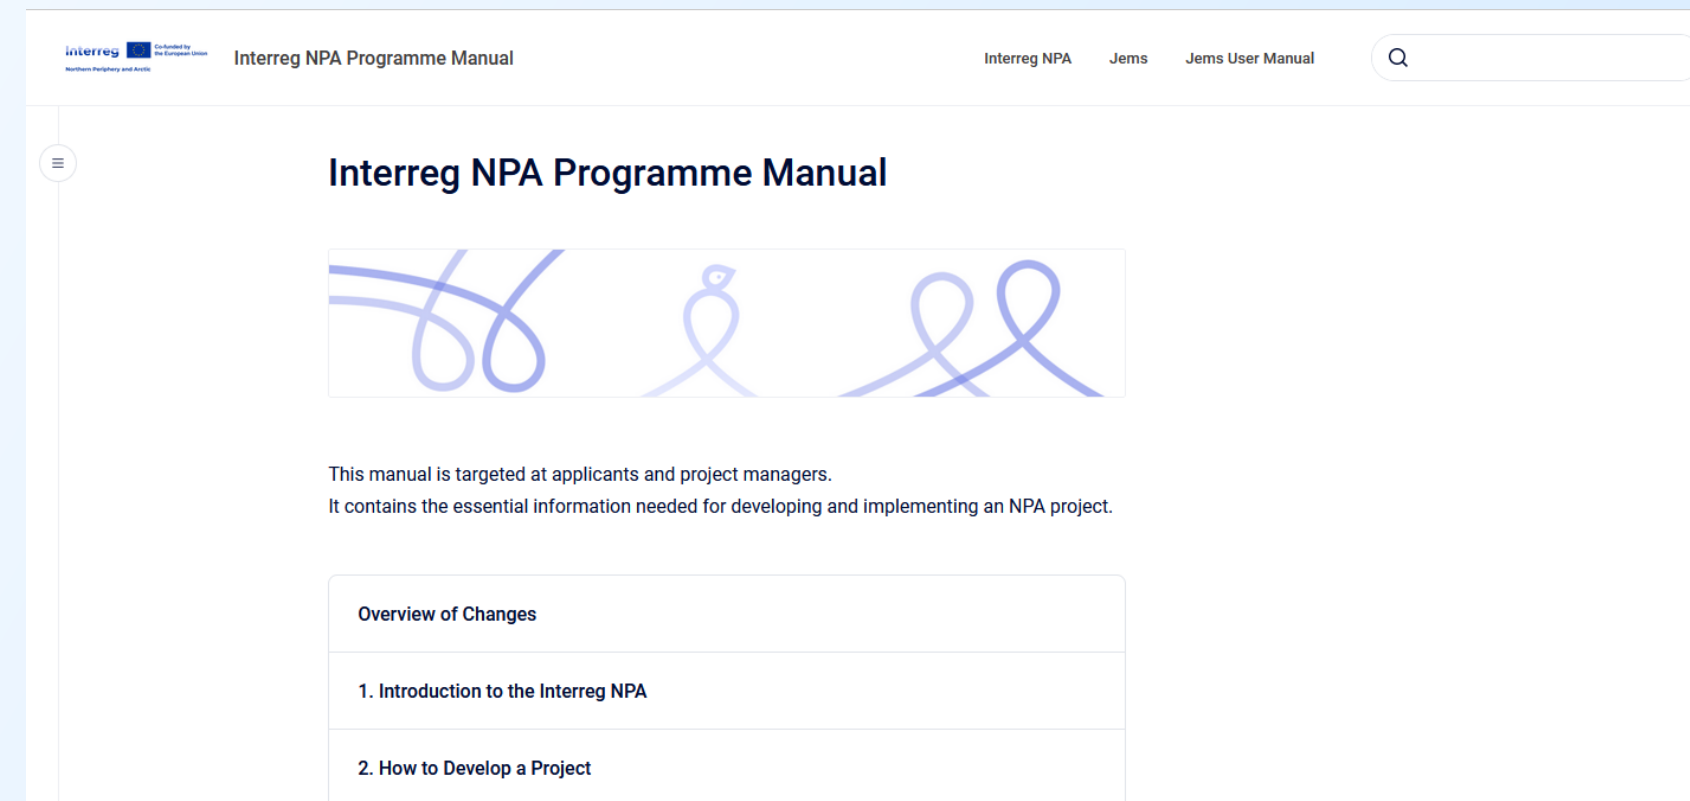 Interreg
Co-funded by
the European Union
Northern Periphery and Arctic
Interreg NPA Programme Manual
Interreg NPA
Jems
Jems User Manual
Interreg NPA Programme Manual
This manual is targeted at applicants and project managers.
It contains the essential information needed for developing and implementing an NPA project.
Overview of Changes
1. Introduction to the Interreg NPA
2. How to Develop a Project